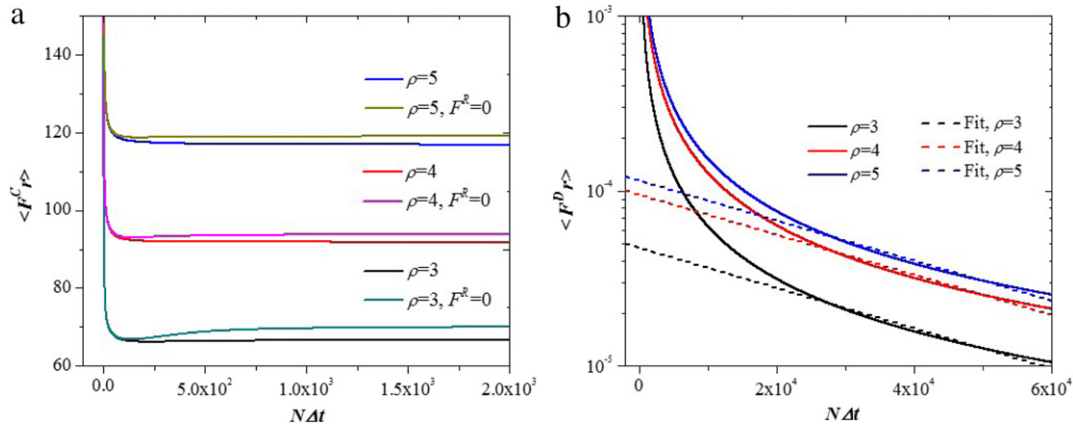 a
<F^C r>
140
120
100
80
60
ρ=5
ρ=5, F^R=0
ρ=4
ρ=4, F^R=0
ρ=3
ρ=3, F^R=0
0.0
5.0x10^2
1.0x10^3
1.5x10^3
2.0x10^3
NΔt
b
<F^D r>
10^-3
10^-4
10^-5
ρ=3
ρ=4
ρ=5
Fit, ρ=3
Fit, ρ=4
Fit, ρ=5
0
2x10^4
4x10^4
6x10^4
NΔt